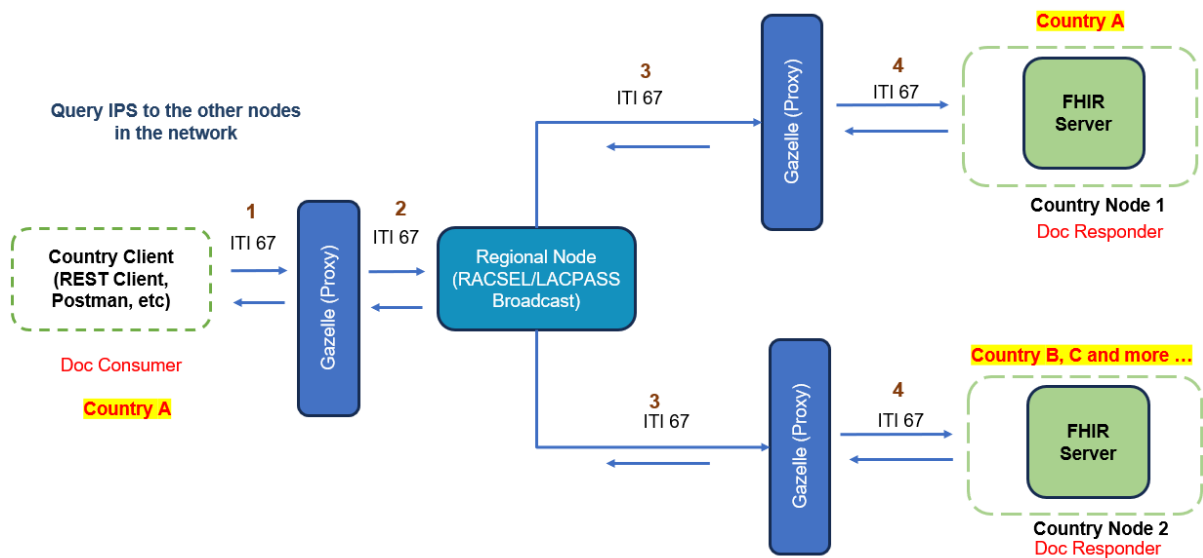 Query IPS to the other nodes
in the network
1
ITI 67
2
ITI 67
Country Client
(REST Client,
Postman, etc)
Doc Consumer
Country A
Gazelle (Proxy)
Regional Node
(RACSEL/LACPASS
Broadcast)
3
ITI 67
Gazelle (Proxy)
4
ITI 67
Country A
FHIR
Server
Country Node 1
Doc Responder
3
ITI 67
Gazelle (Proxy)
4
ITI 67
Country B, C and more ...
FHIR
Server
Country Node 2
Doc Responder